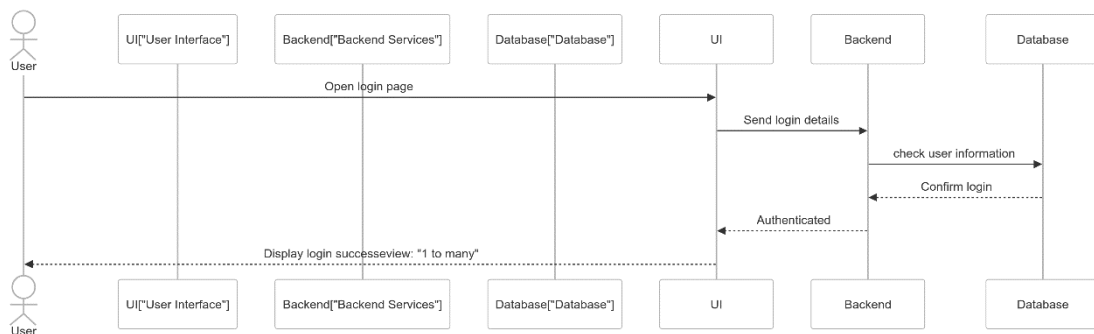 User
UI["User Interface"]
Backend["Backend Services"]
Database["Database"]
UI
Backend
Database
Open login page
Send login details
check user information
Confirm login
Authenticated
Display login successeview: "1 to many"
User
UI["User Interface"]
Backend["Backend Services"]
Database["Database"]
UI
Backend
Database